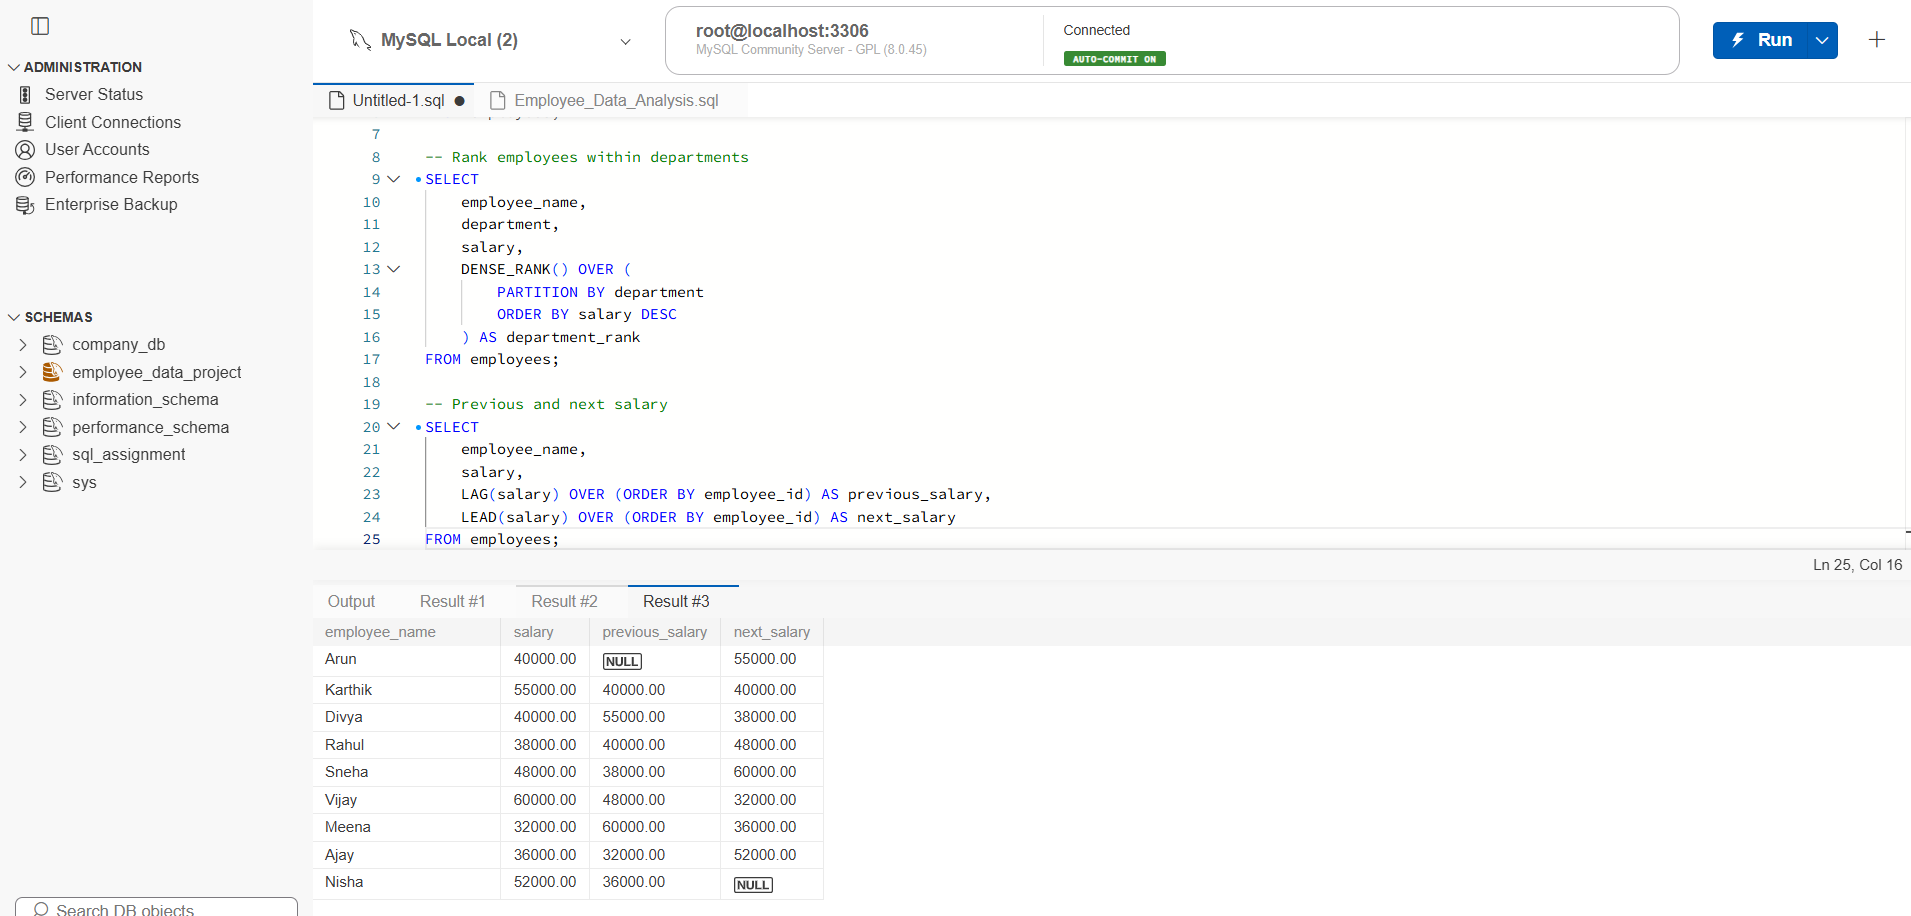 MySQL Local (2)
root@localhost:3306
MySQL Community Server - GPL (8.0.45)
Connected
AUTO-COMMIT ON
Run
ADMINISTRATION
Server Status
Client Connections
User Accounts
Performance Reports
Enterprise Backup
SCHEMAS
company_db
employee_data_project
information_schema
performance_schema
sql_assignment
sys
Search DB objects
Untitled-1.sql
Employee_Data_Analysis.sql
7
8 -- Rank employees within departments
9 SELECT
10 employee_name,
11 department,
12 salary,
13 DENSE_RANK() OVER (
14 PARTITION BY department
15 ORDER BY salary DESC
16 ) AS department_rank
17 FROM employees;
18
19 -- Previous and next salary
20 SELECT
21 employee_name,
22 salary,
23 LAG(salary) OVER (ORDER BY employee_id) AS previous_salary,
24 LEAD(salary) OVER (ORDER BY employee_id) AS next_salary
25 FROM employees;
Ln 25, Col 16
Output Result #1 Result #2 Result #3
employee_name salary previous_salary next_salary
Arun 40000.00 NULL 55000.00
Karthik 55000.00 40000.00 40000.00
Divya 40000.00 55000.00 38000.00
Rahul 38000.00 40000.00 48000.00
Sneha 48000.00 38000.00 60000.00
Vijay 60000.00 48000.00 32000.00
Meena 32000.00 60000.00 36000.00
Ajay 36000.00 32000.00 52000.00
Nisha 52000.00 36000.00 NULL